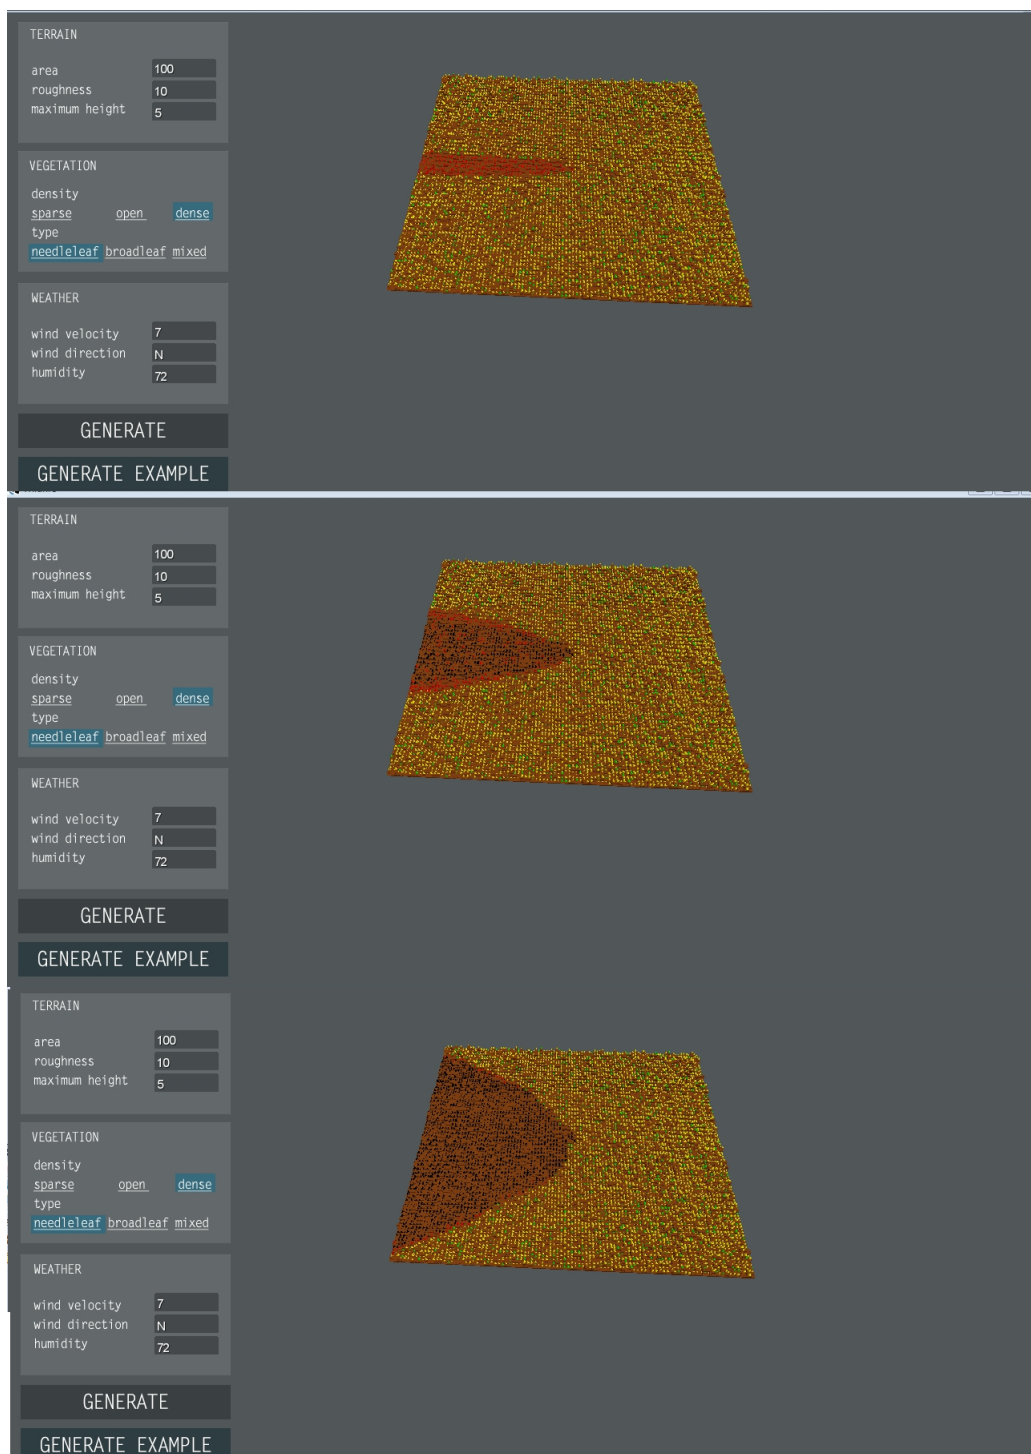 TERRAIN
area 100
roughness 10
maximum height 5
VEGETATION
density
sparse open dense
type
needleleaf broadleaf mixed
WEATHER
wind velocity 7
wind direction N
humidity 72
GENERATE
GENERATE EXAMPLE
TERRAIN
area 100
roughness 10
maximum height 5
VEGETATION
density
sparse open dense
type
needleleaf broadleaf mixed
WEATHER
wind velocity 7
wind direction N
humidity 72
GENERATE
GENERATE EXAMPLE
TERRAIN
area 100
roughness 10
maximum height 5
VEGETATION
density
sparse open dense
type
needleleaf broadleaf mixed
WEATHER
wind velocity 7
wind direction N
humidity 72
GENERATE
GENERATE EXAMPLE